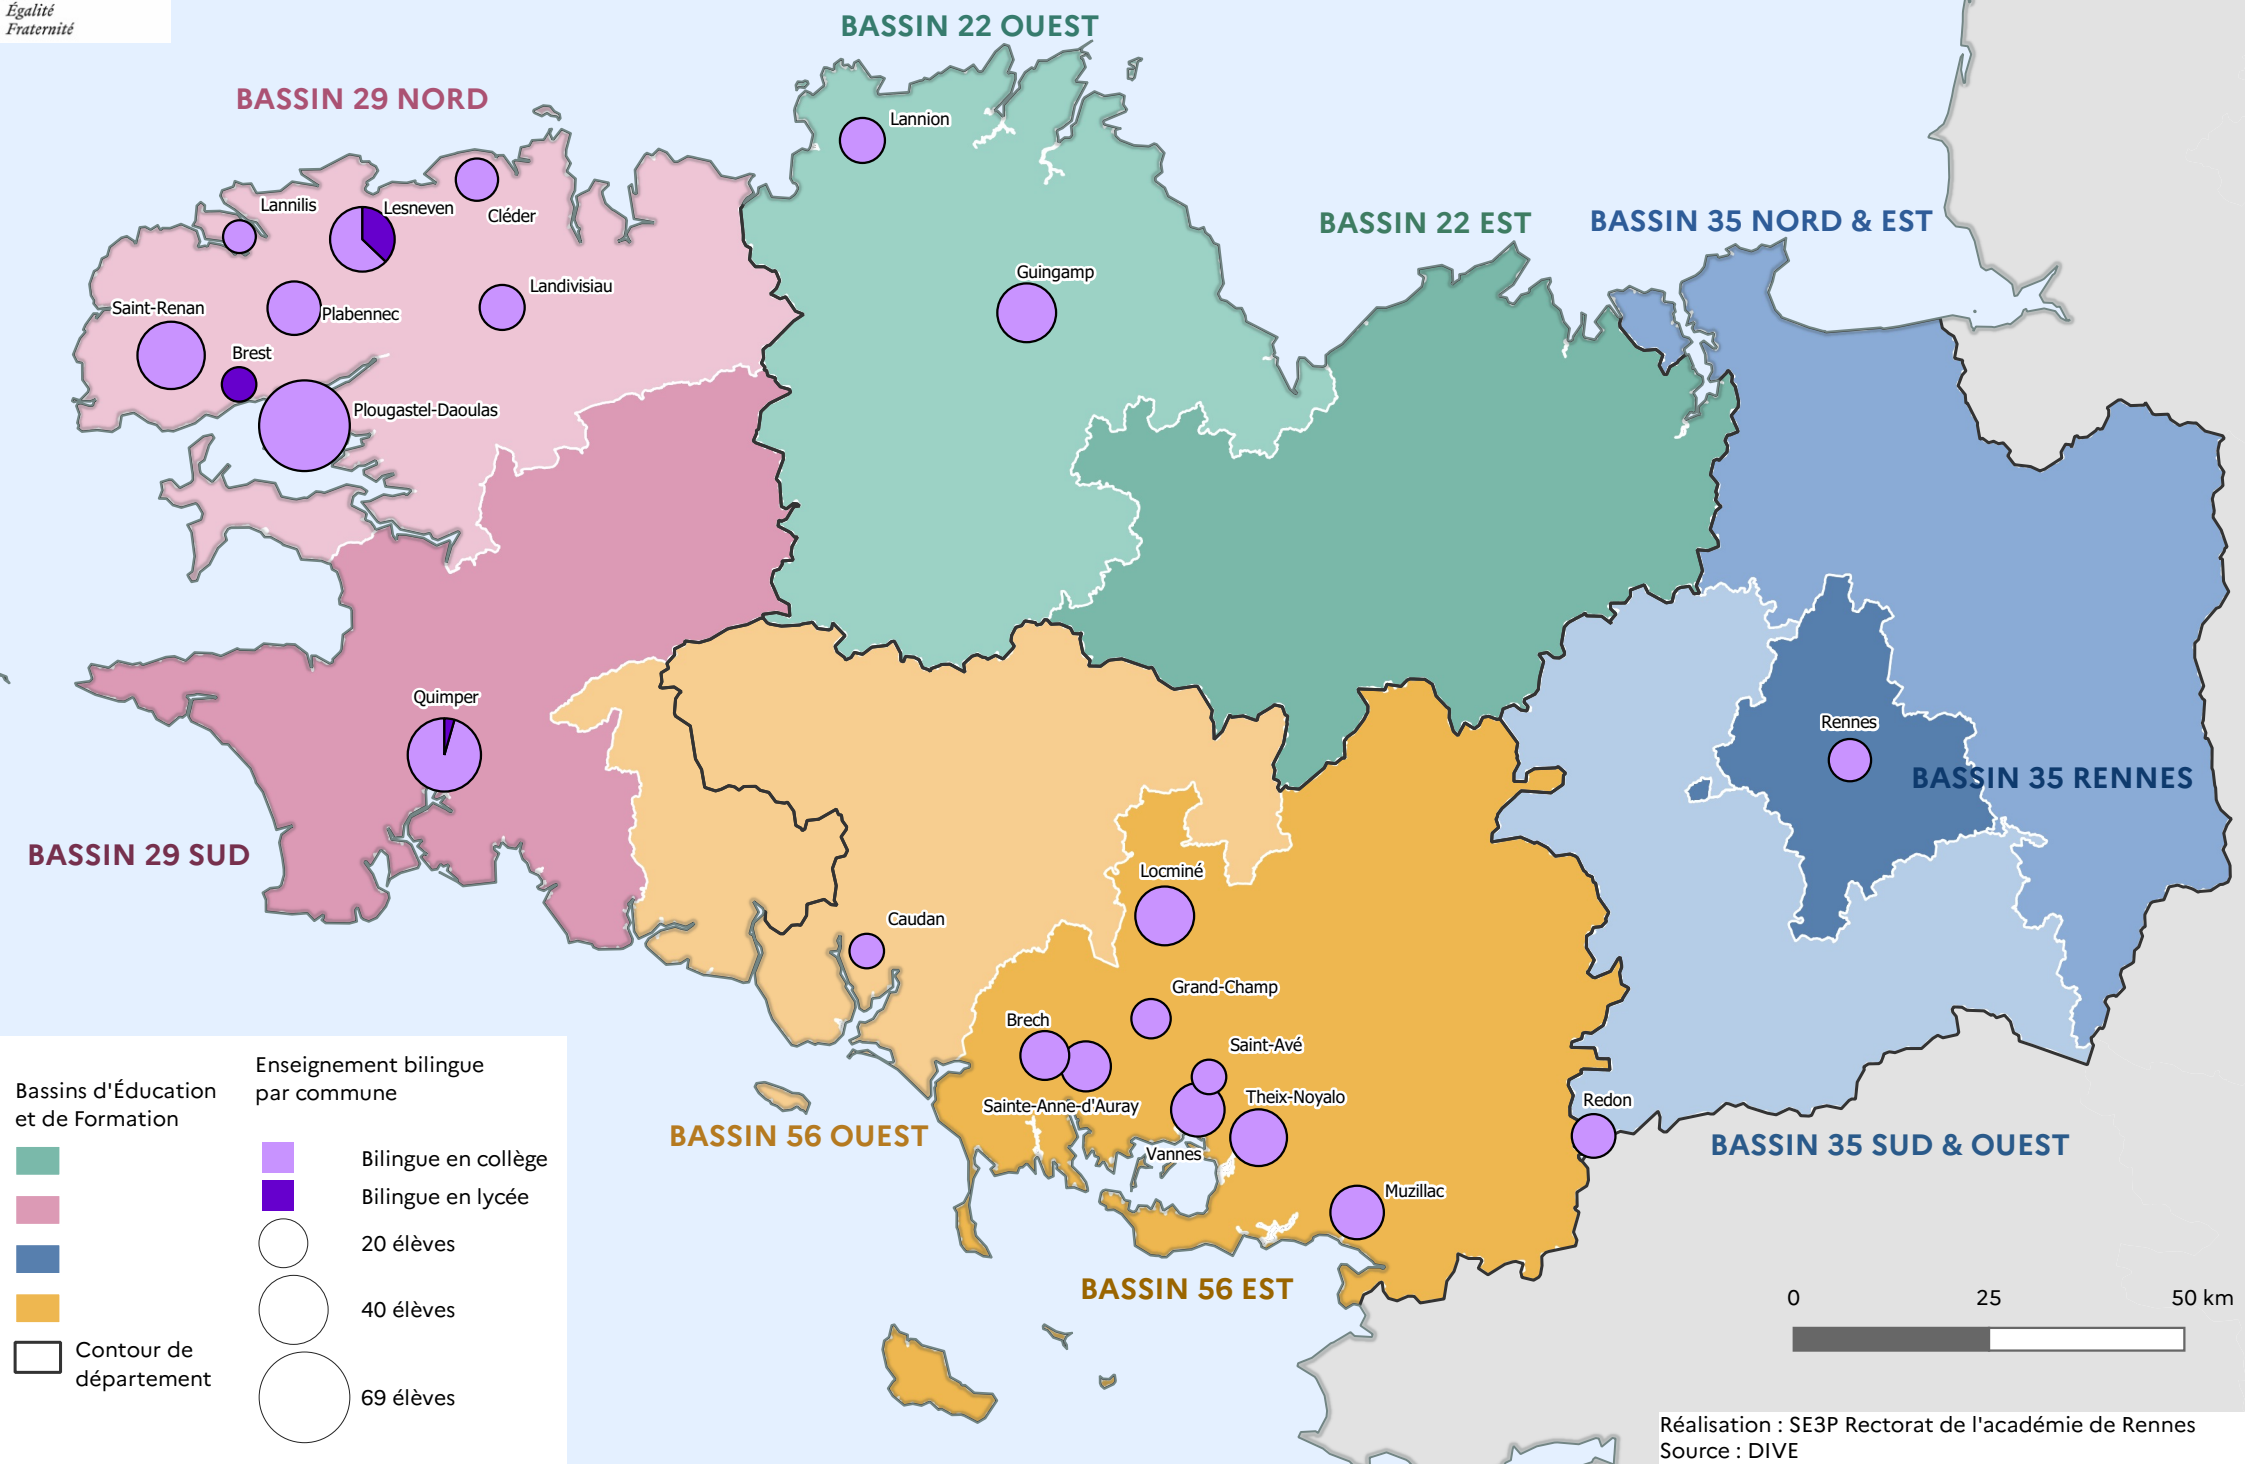 Égalité
Fraternité
BASSIN 22 OUEST
BASSIN 29 NORD
Lannion
Lannilis
Lesneven
Cléder
BASSIN 22 EST
BASSIN 35 NORD & EST
Guingamp
Landivisiau
Saint-Renan
Plabennec
Brest
Plougastel-Daoulas
Quimper
Rennes
BASSIN 35 RENNES
BASSIN 29 SUD
Locminé
Caudan
Grand-Champ
Brech
Saint-Avé
Sainte-Anne-d'Auray
Theix-Noyalo
Redon
BASSIN 56 OUEST
BASSIN 35 SUD & OUEST
Vannes
Muzillac
BASSIN 56 EST
Bassins d'Éducation
et de Formation
Contour de
département
Enseignement bilingue
par commune
Bilingue en collège
Bilingue en lycée
20 élèves
40 élèves
69 élèves
0 25 50 km
Réalisation : SE3P Rectorat de l'académie de Rennes
Source : DIVE